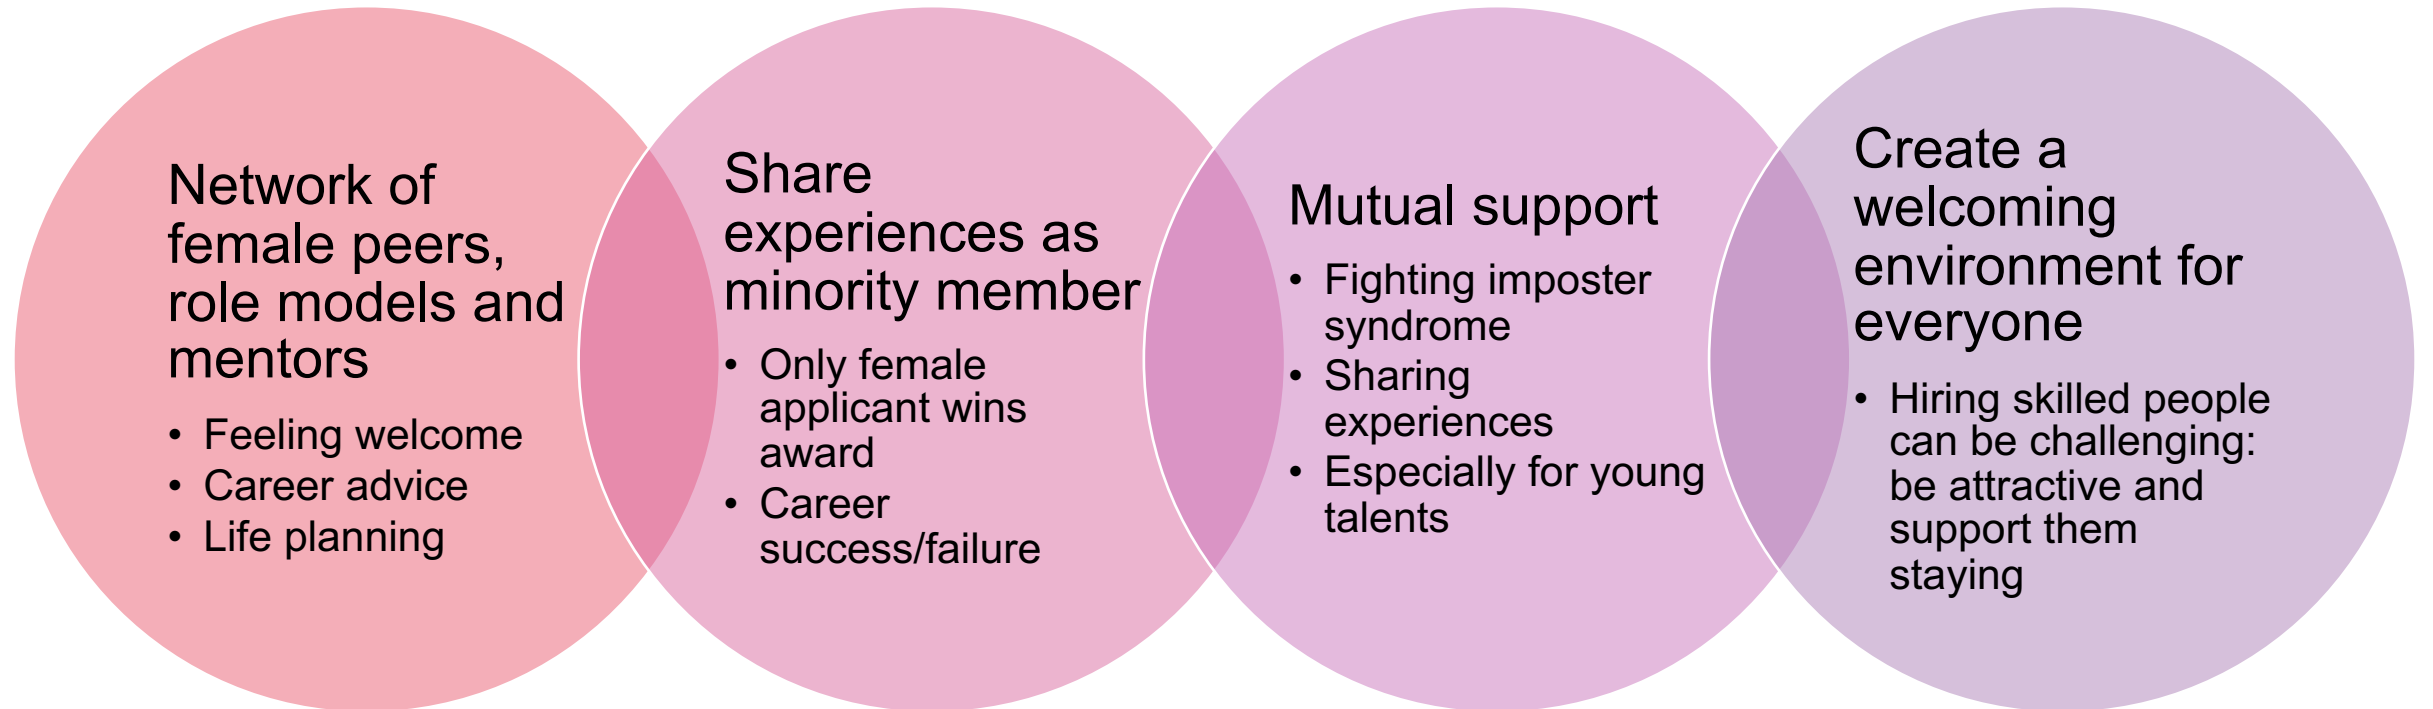 Network of
female peers,
role models and
mentors
• Feeling welcome
• Career advice
• Life planning
Share
experiences as
minority member
• Only female
applicant wins
award
• Career
success/failure
Mutual support
• Fighting imposter
syndrome
• Sharing
experiences
• Especially for young
talents
Create a
welcoming
environment for
everyone
• Hiring skilled people
can be challenging:
be attractive and
support them
staying